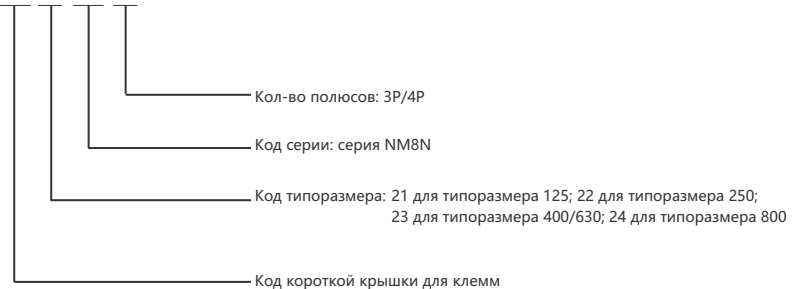 Кол-во полюсов: 3P/4P
Код серии: серия NM8N
Код типоразмера: 21 для типоразмера 125; 22 для типоразмера 250;
23 для типоразмера 400/630; 24 для типоразмера 800
Код короткой крышки для клемм